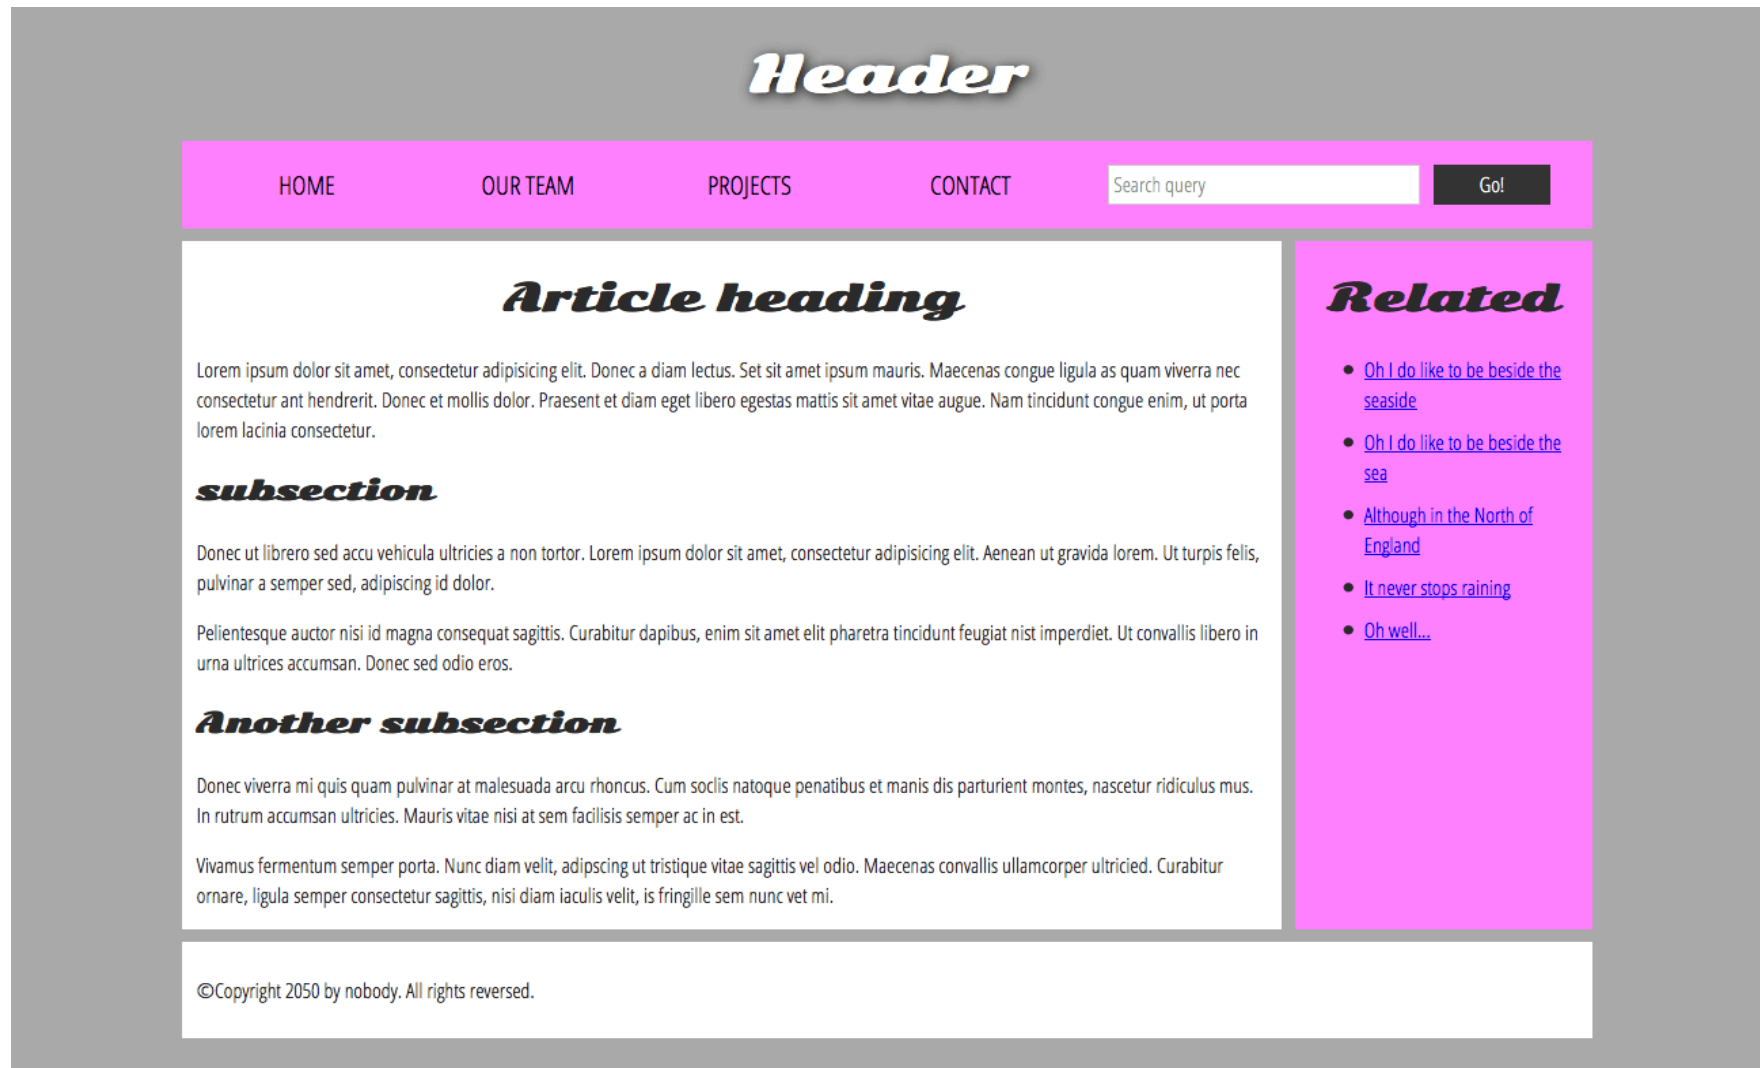 Header
HOME OUR TEAM PROJECTS CONTACT Search query Go!
Article heading
Lorem ipsum dolor sit amet, consectetur adipisicing elit. Donec a diam lectus. Set sit amet ipsum mauris. Maecenas congue ligula as quam viverra nec
consectetur ant hendrerit. Donec et mollis dolor. Praesent et diam eget libero egestas mattis sit amet vitae augue. Nam tincidunt congue enim, ut porta
lorem lacinia consectetur.
subsection
Donec ut librero sed accu vehicula ultricies a non tortor. Lorem ipsum dolor sit amet, consectetur adipisicing elit. Aenean ut gravida lorem. Ut turpis felis,
pulvinar a semper sed, adipiscing id dolor.
Pelientesque auctor nisi id magna consequat sagittis. Curabitur dapibus, enim sit amet elit pharetra tincidunt feugiat nist imperdiet. Ut convallis libero in
urna ultrices accumsan. Donec sed odio eros.
Another subsection
Donec viverra mi quis quam pulvinar at malesuada arcu rhoncus. Cum soclis natoque penatibus et manis dis parturient montes, nascetur ridiculus mus.
In rutrum accumsan ultricies. Mauris vitae nisi at sem facilisis semper ac in est.
Vivamus fermentum semper porta. Nunc diam velit, adipscing ut tristique vitae sagittis vel odio. Maecenas convallis ullamcorper ultricied. Curabitur
ornare, ligula semper consectetur sagittis, nisi diam iaculis velit, is fringille sem nunc vet mi.
Related
Oh I do like to be beside the
seaside
Oh I do like to be beside the
sea
Although in the North of
England
It never stops raining
Oh well...
©Copyright 2050 by nobody. All rights reversed.